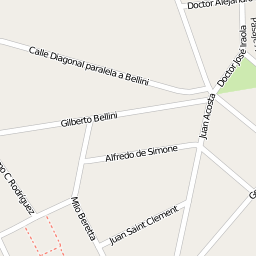 Doctor Alejandro
Calle Diagonal paralela a Bellini
Doctor José Iraola
Gilberto Bellini
Juan Acosta
Alfredo de Simone
C Rodríguez
Milo Beretta
Juan Saint Clement